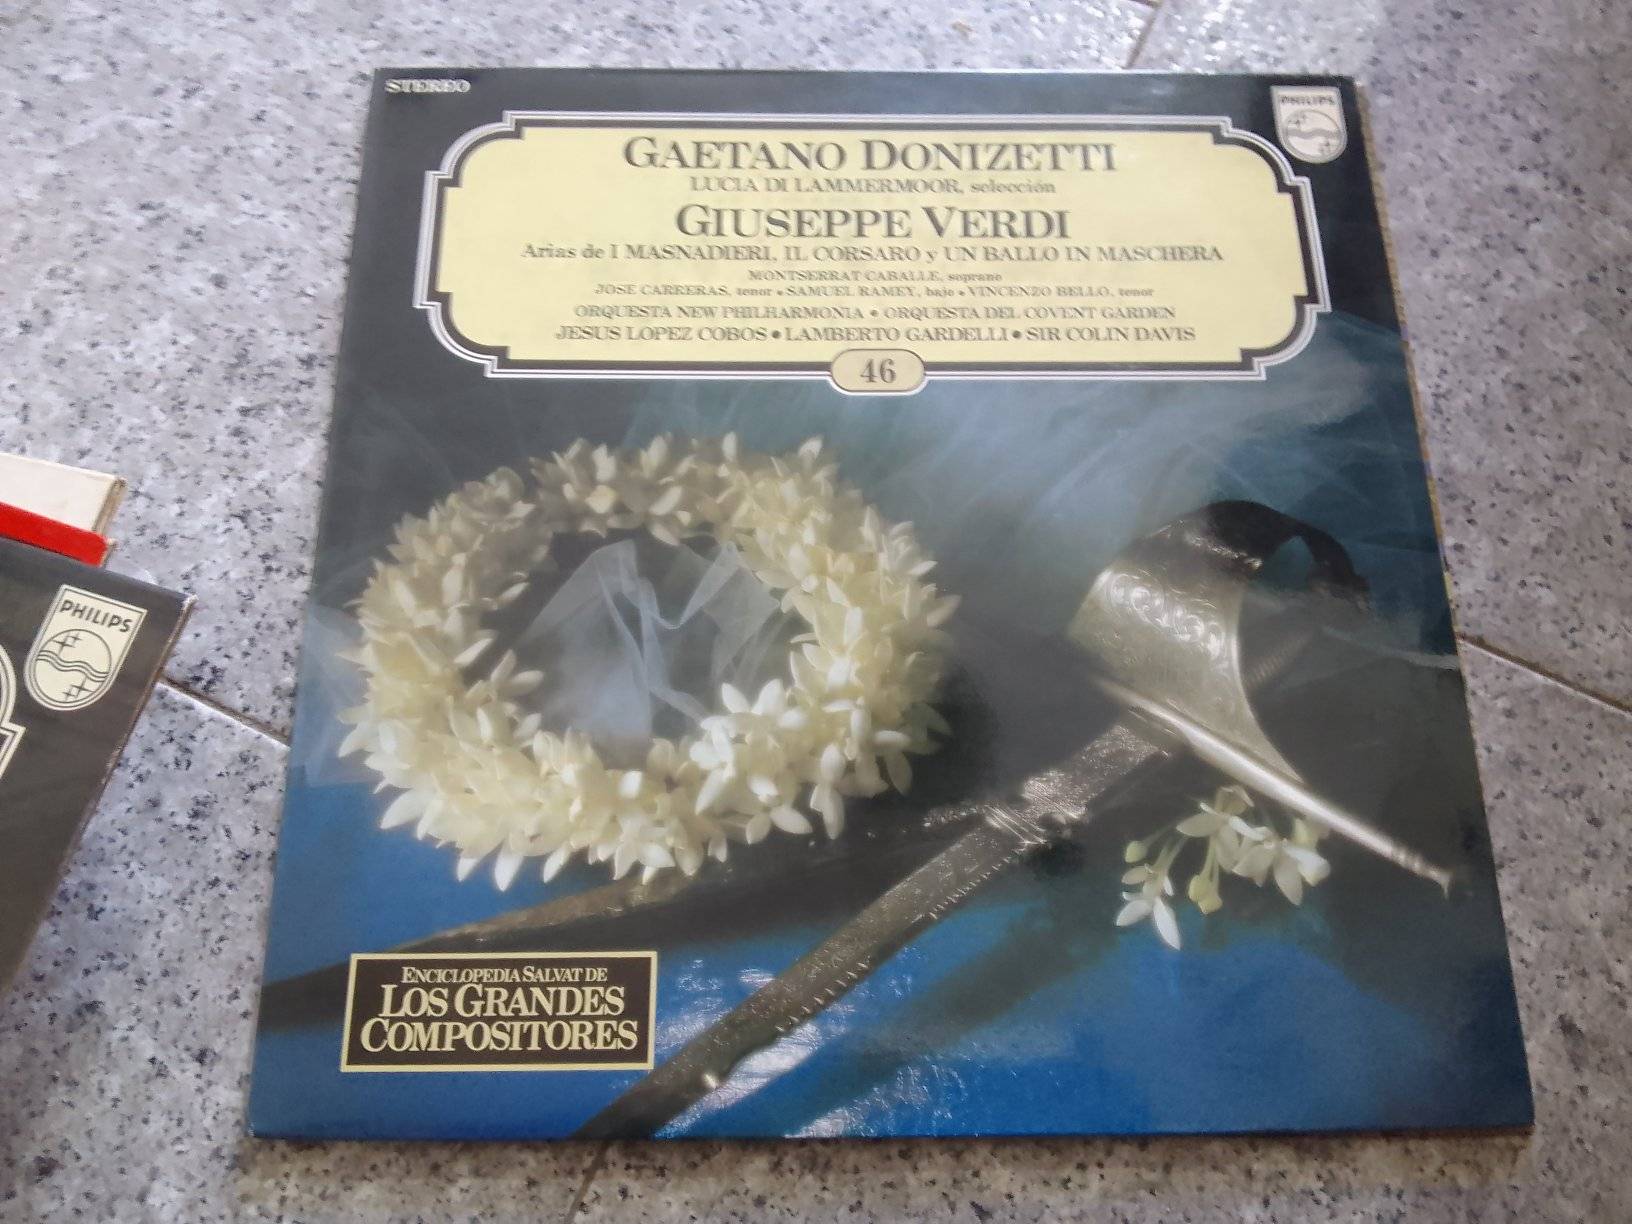 STEREO
PHILIPS
GAETANO DONIZETTI
LUCIA DI LAMMERMOOR, selección
GIUSEPPE VERDI
Arias de I MASNADIERI, IL CORSARO y UN BALLO IN MASCHERA
MONTSERRAT CABALLE, soprano
JOSE CARRERAS, tenor • SAMUEL RAMEY, bajo • VINCENZO BELLO, tenor
ORQUESTA NEW PHILHARMONIA • ORQUESTA DEL COVENT GARDEN
JESUS LOPEZ COBOS • LAMBERTO GARDELLI • SIR COLIN DAVIS
46
PHILIPS
ENCICLOPEDIA SALVAT DE
LOS GRANDES
COMPOSITORES